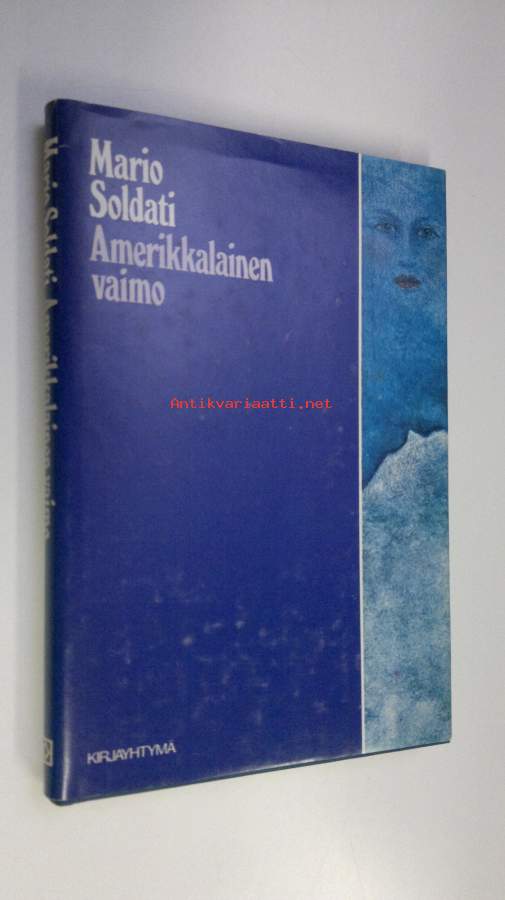 Mario
Soldati
Amerikkalainen
vaimo
Antikvariaatti.net
KIRJAYHTYMÄ
Mario Soldati Amerikkalainen vaimo